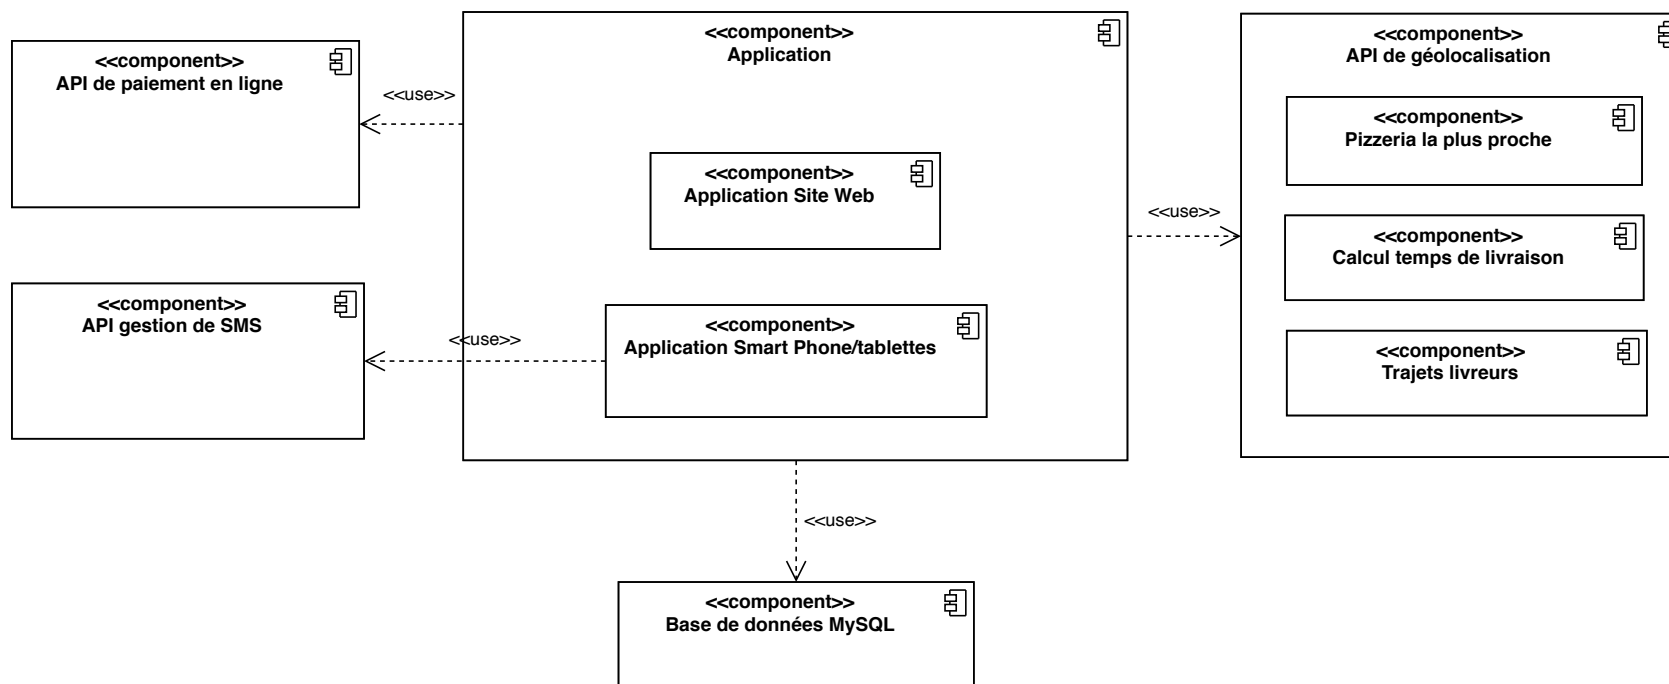 <<component>>
API de paiement en ligne
<<use>>
<<component>>
Application
<<component>>
Application Site Web
<<component>>
API gestion de SMS
<<use>>
<<component>>
Application Smart Phone/tablettes
<<use>>
<<component>>
API de géolocalisation
<<component>>
Pizzeria la plus proche
<<component>>
Calcul temps de livraison
<<component>>
Trajets livreurs
<<use>>
<<component>>
Base de données MySQL